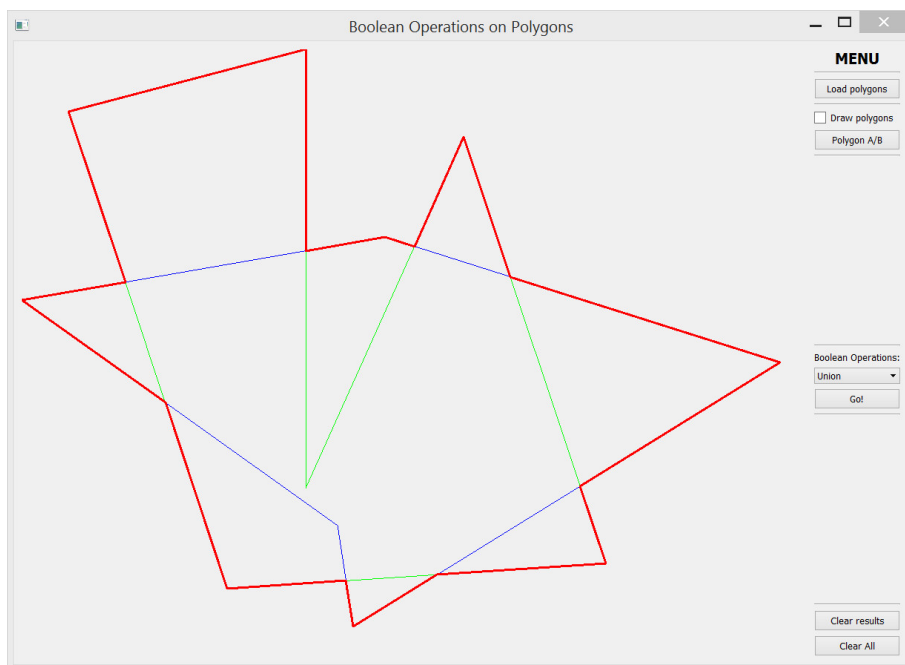 Boolean Operations on Polygons
MENU
Load polygons
Draw polygons
Polygon A/B
Boolean Operations:
Union
Go!
Clear results
Clear All